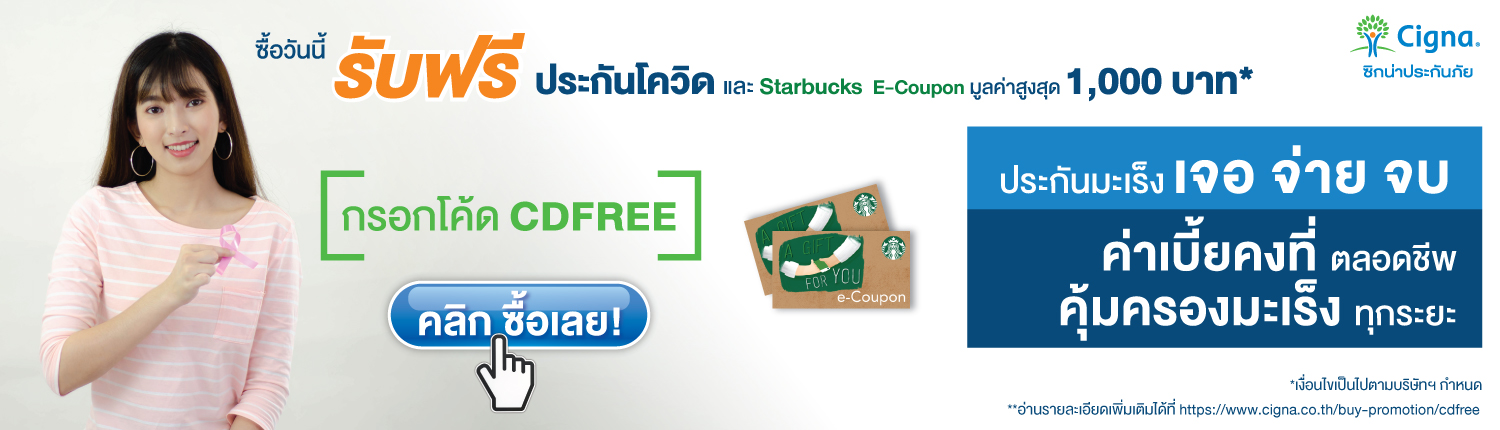 ซื้อวันนี้ รับฟรี ประกันโควิด และ Starbucks E-Coupon มูลค่าสูงสุด 1,000 บาท*
Cigna®
ซิกน่าประกันภัย
กรอกโค้ด CDFREE
คลิก ซื้อเลย!
A GIFT
FOR YOU
e-Coupon
ประกันมะเร็ง เจอ จ่าย จบ
ค่าเบี้ยคงที่ ตลอดชีพ
คุ้มครองมะเร็ง ทุกระยะ
*เงื่อนไขเป็นไปตามบริษัทฯ กำหนด
**อ่านรายละเอียดเพิ่มเติมได้ที่ https://www.cigna.co.th/buy-promotion/cdfree